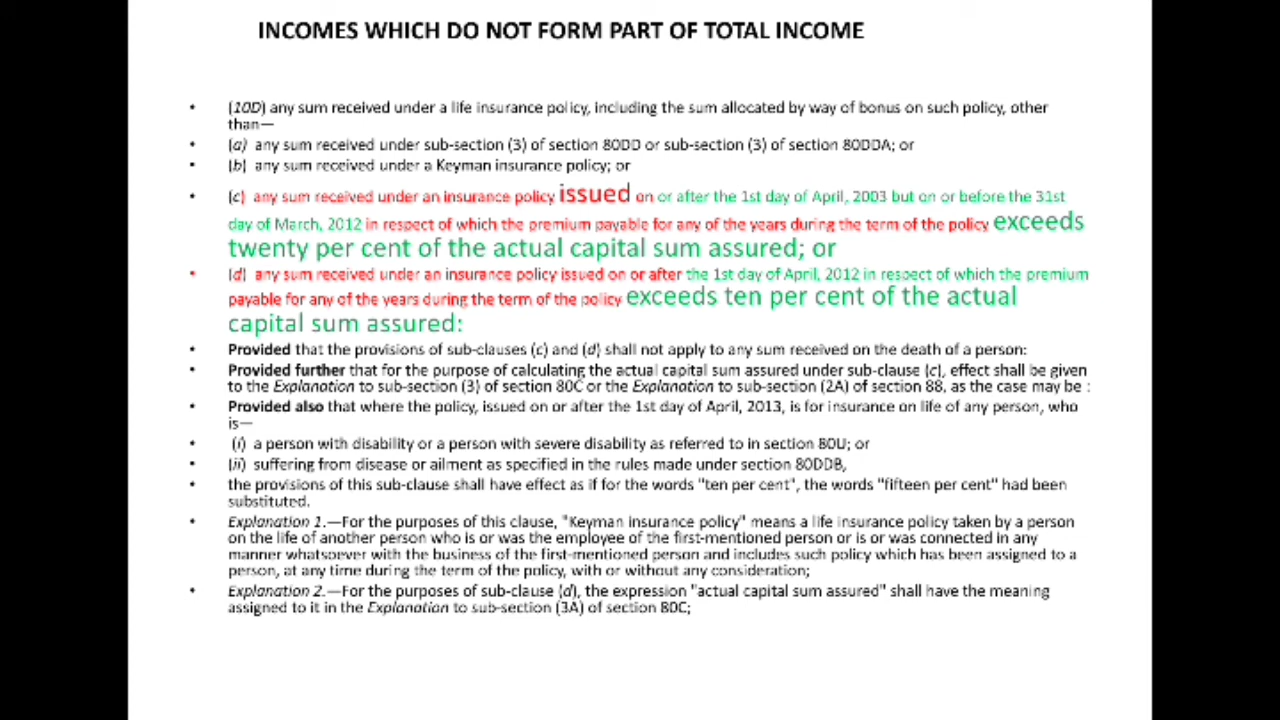 INCOMES WHICH DO NOT FORM PART OF TOTAL INCOME
• (10D) any sum received under a life insurance policy, including the sum allocated by way of bonus on such policy, other
than—
• (a) any sum received under sub-section (3) of section 80DD or sub-section (3) of section 80DDA; or
• (b) any sum received under a Keyman insurance policy; or
• (c) any sum received under an insurance policy issued on or after the 1st day of April, 2003 but on or before the 31st
day of March, 2012 in respect of which the premium payable for any of the years during the term of the policy exceeds
twenty per cent of the actual capital sum assured; or
• (d) any sum received under an insurance policy issued on or after the 1st day of April, 2012 in respect of which the premium
payable for any of the years during the term of the policy exceeds ten per cent of the actual
capital sum assured:
• Provided that the provisions of sub-clauses (c) and (d) shall not apply to any sum received on the death of a person:
• Provided further that for the purpose of calculating the actual capital sum assured under sub-clause (c), effect shall be given
to the Explanation to sub-section (3) of section 80C or the Explanation to sub-section (2A) of section 88, as the case may be :
• Provided also that where the policy, issued on or after the 1st day of April, 2013, is for insurance on life of any person, who
is—
• (i) a person with disability or a person with severe disability as referred to in section 80U; or
• (ii) suffering from disease or ailment as specified in the rules made under section 80DDB,
• the provisions of this sub-clause shall have effect as if for the words "ten per cent", the words "fifteen per cent" had been
substituted.
• Explanation 1.—For the purposes of this clause, "Keyman insurance policy" means a life insurance policy taken by a person
on the life of another person who is or was the employee of the first-mentioned person or is or was connected in any
manner whatsoever with the business of the first-mentioned person and includes such policy which has been assigned to a
person, at any time during the term of the policy, with or without any consideration;
• Explanation 2.—For the purposes of sub-clause (d), the expression "actual capital sum assured" shall have the meaning
assigned to it in the Explanation to sub-section (3A) of section 80C;